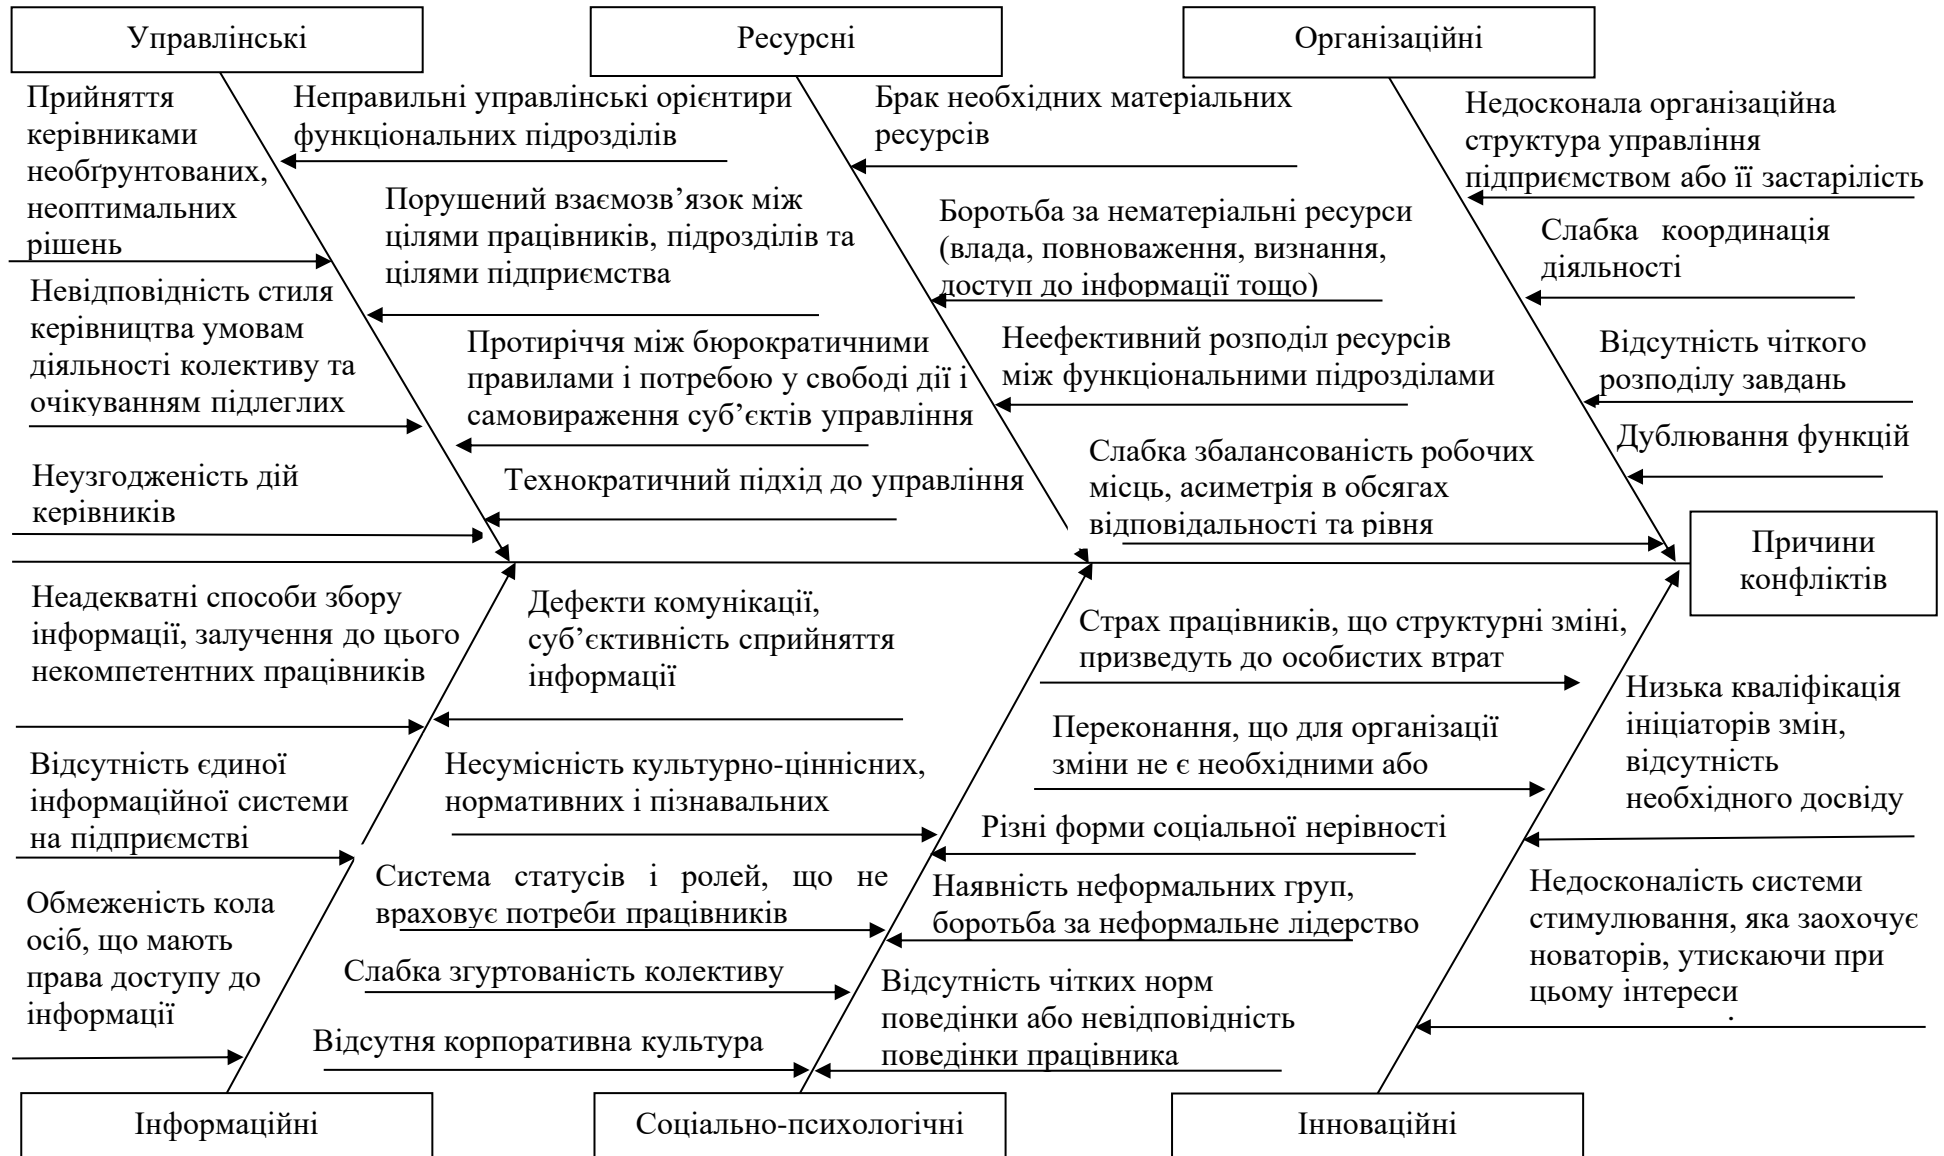 Управлінські
Ресурсні
Організаційні
Прийняття
керівниками
необґрунтованих,
неоптимальних
рішень
Неправильні управлінські орієнтири
функціональних підрозділів
Порушений взаємозв’язок між
цілями працівників, підрозділів та
цілями підприємства
Невідповідність стиля
керівництва умовам
діяльності колективу та
очікуванням підлеглих
Протиріччя між бюрократичними
правилами і потребою у свободі дії і
самовираження суб’єктів управління
Неузгодженість дій
керівників
Технократичний підхід до управління
Брак необхідних матеріальних
ресурсів
Боротьба за нематеріальні ресурси
(влада, повноваження, визнання,
доступ до інформації тощо)
Неефективний розподіл ресурсів
між функціональними підрозділами
Недосконала організаційна
структура управління
підприємством або її застарілість
Слабка координація
діяльності
Відсутність чіткого
розподілу завдань
Дублювання функцій
Слабка збалансованість робочих
місць, асиметрія в обсягах
відповідальності та рівня
Причини
конфліктів
Неадекватні способи збору
інформації, залучення до цього
некомпетентних працівників
Дефекти комунікації,
суб’єктивність сприйняття
інформації
Відсутність єдиної
інформаційної системи
на підприємстві
Обмеженість кола
осіб, що мають
права доступу до
інформації
Несумісність культурно-ціннісних,
нормативних і пізнавальних
Система статусів і ролей, що не
враховує потреби працівників
Слабка згуртованість колективу
Відсутня корпоративна культура
Різні форми соціальної нерівності
Наявність неформальних груп,
боротьба за неформальне лідерство
Відсутність чітких норм
поведінки або невідповідність
поведінки працівника
Страх працівників, що структурні зміні,
призведуть до особистих втрат
Переконання, що для організації
зміни не є необхідними або
Низька кваліфікація
ініціаторів змін,
відсутність
необхідного досвіду
Недосконалість системи
стимулювання, яка заохочує
новаторів, утискаючи при
цьому інтереси
Інформаційні
Соціально-психологічні
Інноваційні